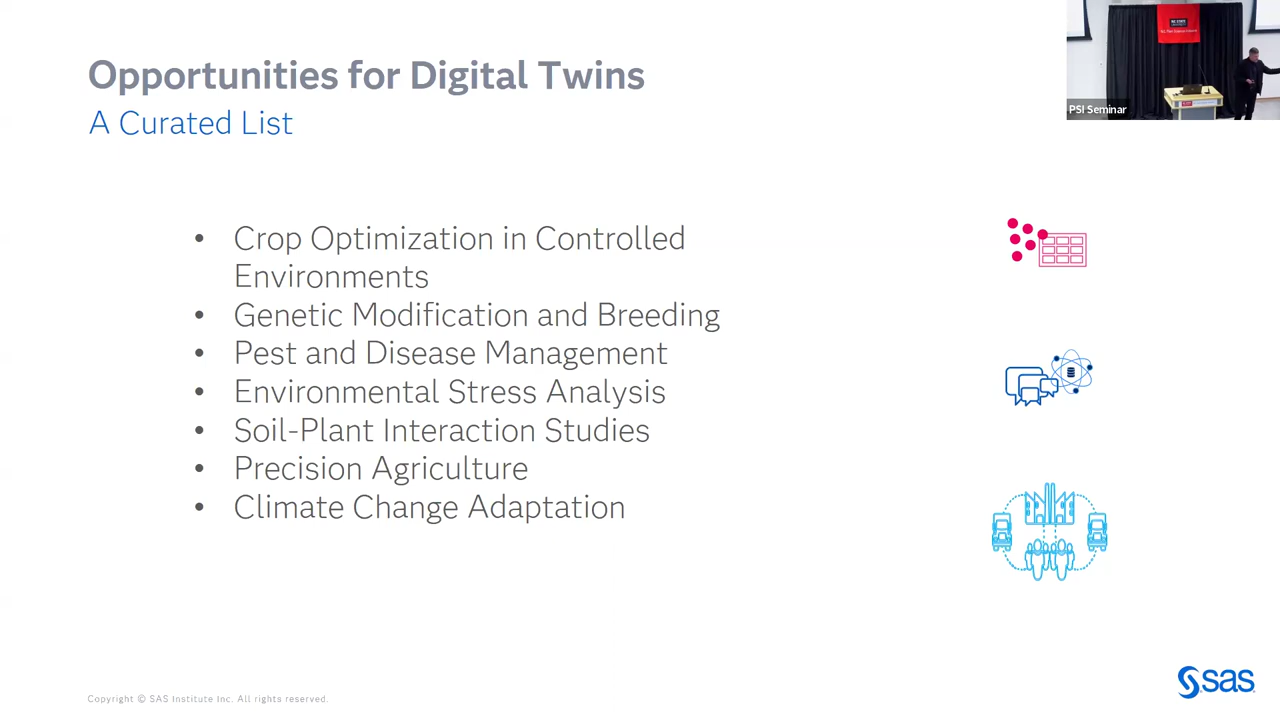 Opportunities for Digital Twins
A Curated List
NC STATE
PSI Seminar
• Crop Optimization in Controlled
Environments
• Genetic Modification and Breeding
• Pest and Disease Management
• Environmental Stress Analysis
• Soil-Plant Interaction Studies
• Precision Agriculture
• Climate Change Adaptation
Copyright © SAS Institute Inc. All rights reserved.
sas